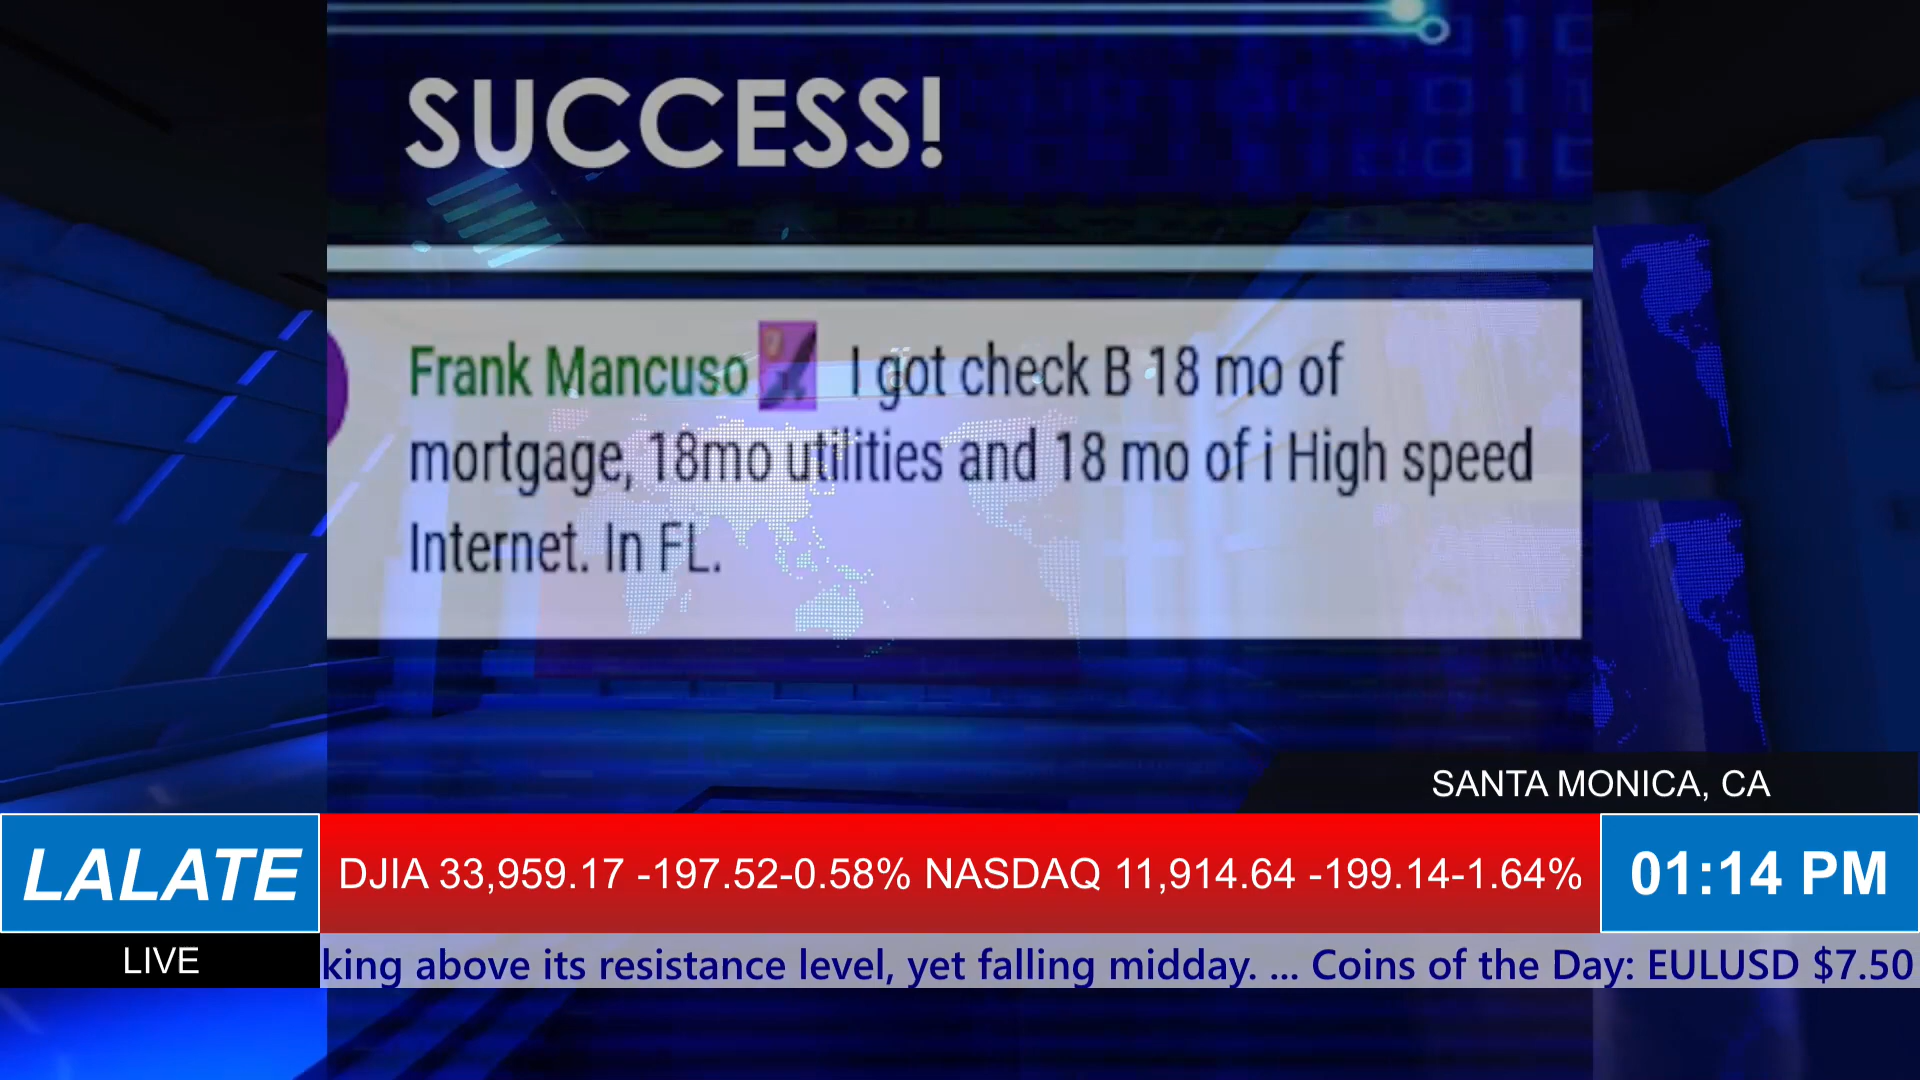 SUCCESS!
Frank Mancuso I got check B 18 mo of
mortgage, 18mo utilities and 18 mo of i High speed
Internet. In FL.
SANTA MONICA, CA
LALATE
DJIA 33,959.17 -197.52-0.58% NASDAQ 11,914.64 -199.14-1.64%
01:14 PM
LIVE
king above its resistance level, yet falling midday. ... Coins of the Day: EULUSD $7.50